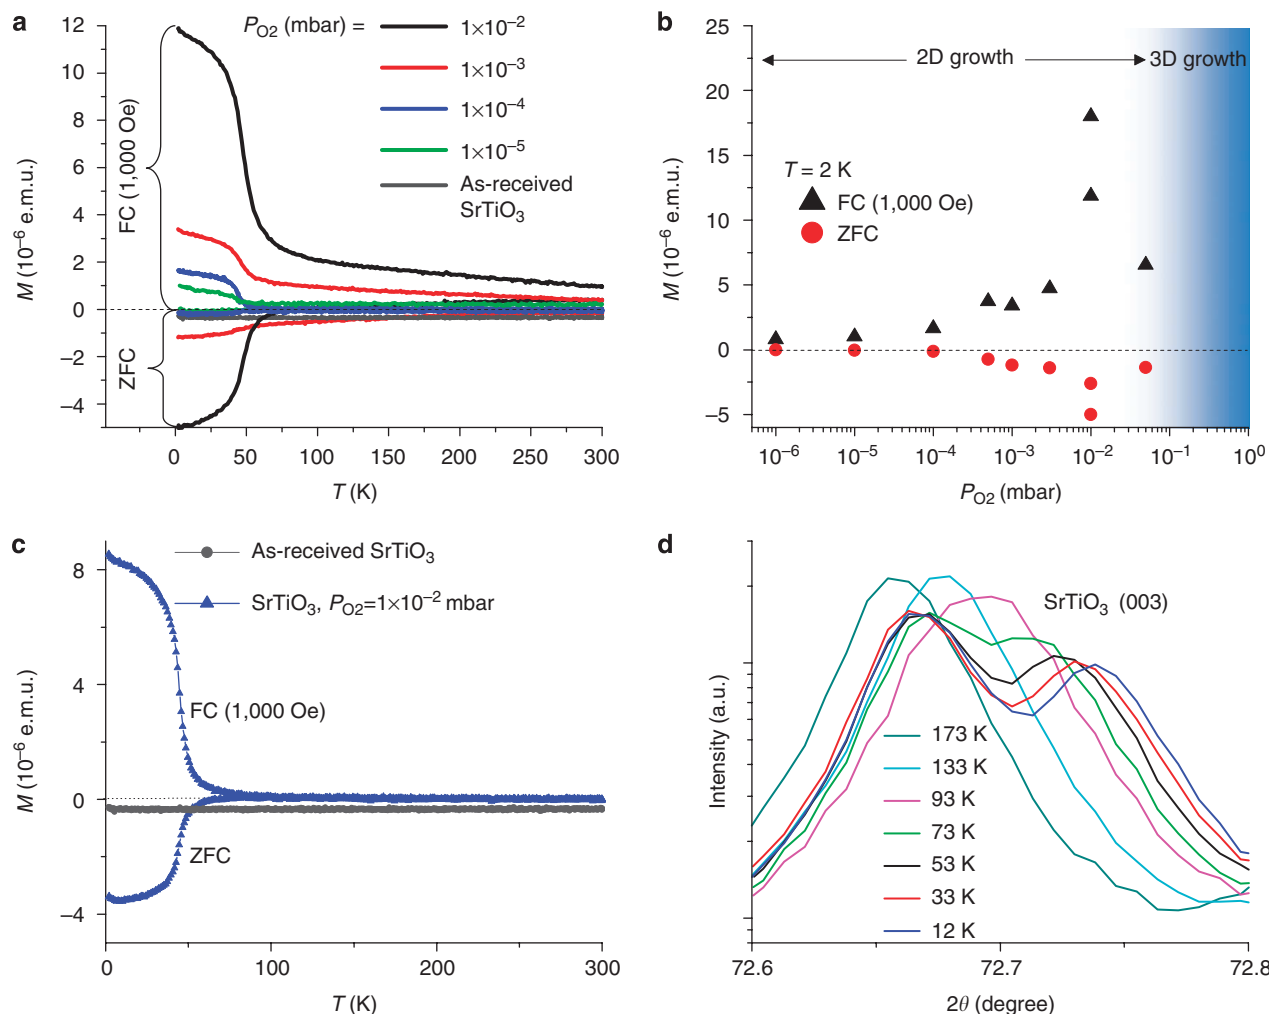 a
P_O2 (mbar) =
1×10⁻²
1×10⁻³
1×10⁻⁴
1×10⁻⁵
As-received
SrTiO₃
FC (1,000 Oe)
ZFC
M (10⁻⁶ e.m.u.)
12
10
8
6
4
2
0
−2
−4
0 50 100 150 200 250 300
T (K)
b
2D growth 3D growth
T = 2 K
FC (1,000 Oe)
ZFC
M (10⁻⁶ e.m.u.)
25
20
15
10
5
0
−5
10⁻⁶ 10⁻⁵ 10⁻⁴ 10⁻³ 10⁻² 10⁻¹ 10⁰
P_O2 (mbar)
c
As-received SrTiO₃
SrTiO₃, P_O2=1×10⁻² mbar
FC (1,000 Oe)
ZFC
M (10⁻⁶ e.m.u.)
8
4
0
−4
0 100 200 300
T (K)
d
SrTiO₃ (003)
173 K
133 K
93 K
73 K
53 K
33 K
12 K
Intensity (a.u.)
72.6 72.7 72.8
2θ (degree)